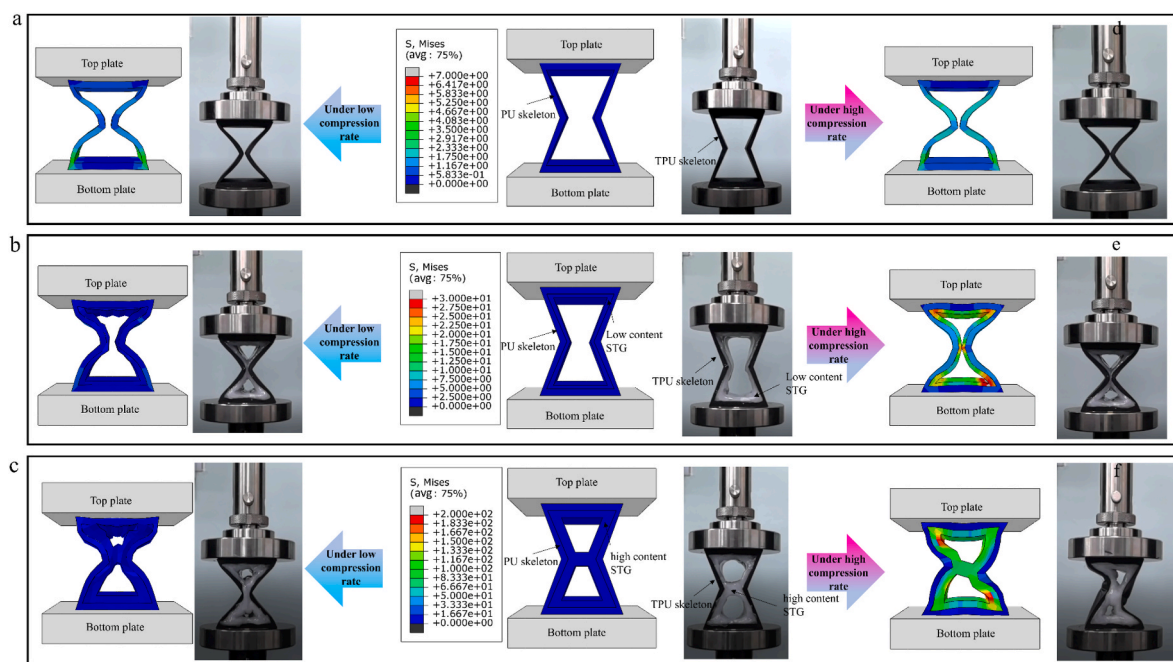 a
Top plate
Bottom plate
Under low
compression
rate
S, Mises
(avg: 75%)
+7.000e+00
+6.417e+00
+5.833e+00
+5.250e+00
+4.667e+00
+4.083e+00
+3.500e+00
+2.917e+00
+2.333e+00
+1.750e+00
+1.167e+00
+5.833e-01
+0.000e+00
Top plate
PU skeleton
Bottom plate
TPU skeleton
Under high
compression
rate
Top plate
Bottom plate
d
b
Top plate
Bottom plate
Under low
compression
rate
S, Mises
(avg: 75%)
+3.000e+01
+2.750e+01
+2.500e+01
+2.250e+01
+2.000e+01
+1.750e+01
+1.500e+01
+1.250e+01
+1.000e+01
+7.500e+00
+5.000e+00
+2.500e+00
+0.000e+00
Top plate
PU skeleton
Low content
STG
Bottom plate
TPU skeleton
Low content
STG
Under high
compression
rate
Top plate
Bottom plate
e
c
Top plate
Bottom plate
Under low
compression
rate
S, Mises
(avg: 75%)
+2.000e+02
+1.833e+02
+1.667e+02
+1.500e+02
+1.333e+02
+1.167e+02
+1.000e+02
+8.333e+01
+6.667e+01
+5.000e+01
+3.333e+01
+1.667e+01
+0.000e+00
Top plate
PU skeleton
high content
STG
Bottom plate
TPU skeleton
high content
STG
Under high
compression
rate
Top plate
Bottom plate
f